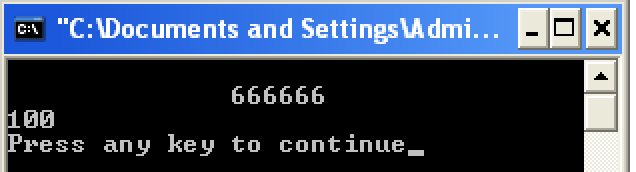 "C:\Documents and Settings\Admi...
666666
100
Press any key to continue_